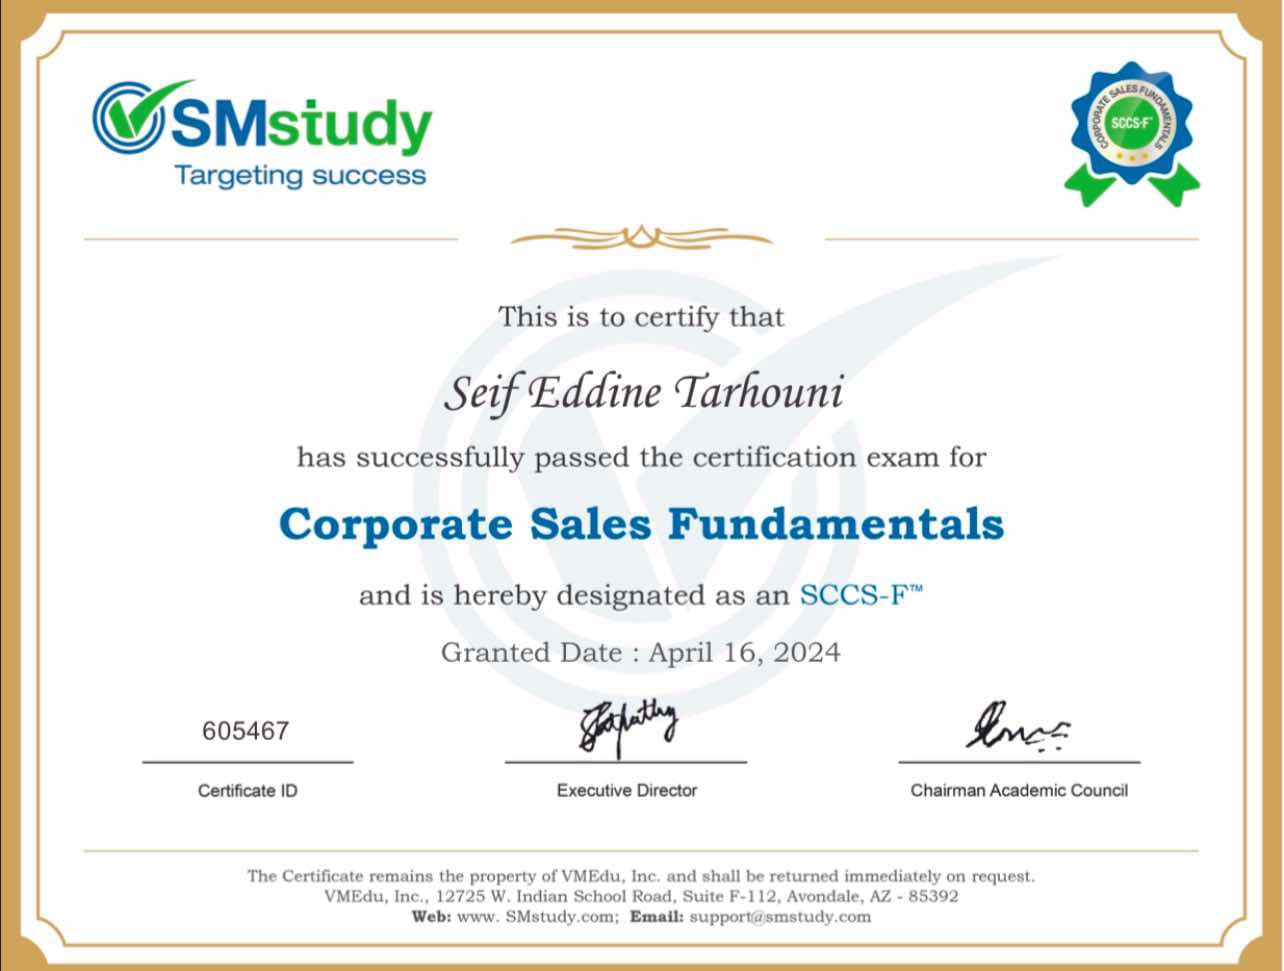 SMstudy
Targeting success
CORPORATE SALES FUNDAMENTALS
SCCS-F™
This is to certify that
Seif Eddine Tarhouni
has successfully passed the certification exam for
Corporate Sales Fundamentals
and is hereby designated as an SCCS-F™
Granted Date : April 16, 2024
605467
Certificate ID
Executive Director
Chairman Academic Council
The Certificate remains the property of VMEdu, Inc. and shall be returned immediately on request.
VMEdu, Inc., 12725 W. Indian School Road, Suite F-112, Avondale, AZ - 85392
Web: www. SMstudy.com; Email: support@smstudy.com